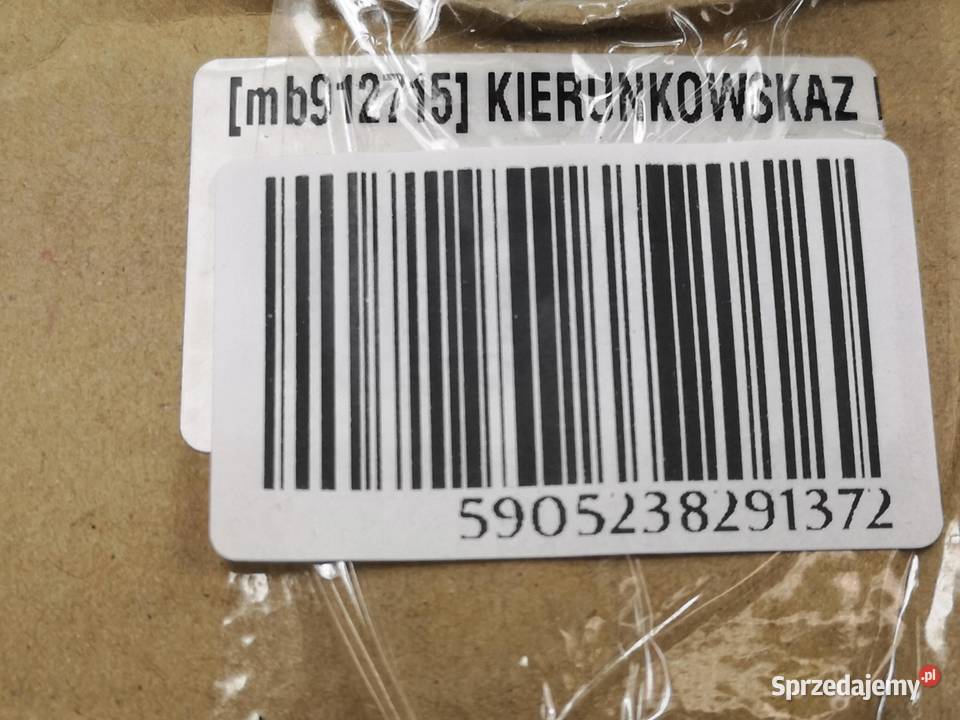 [mb912715] KIERUNKOWSKAZ
5905238291372
Sprzedajemy.pl